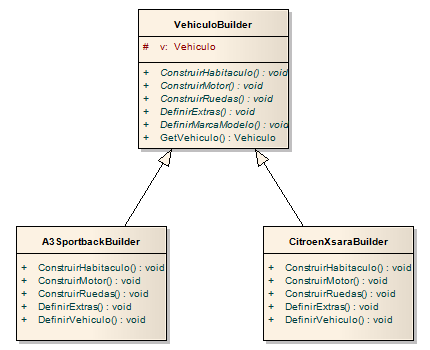 VehiculoBuilder
# v: Vehiculo
+ ConstruirHabitaculo() : void
+ ConstruirMotor() : void
+ ConstruirRuedas() : void
+ DefinirExtras() : void
+ DefinirMarcaModelo() : void
+ GetVehiculo() : Vehiculo
A3SportbackBuilder
+ ConstruirHabitaculo() : void
+ ConstruirMotor() : void
+ ConstruirRuedas() : void
+ DefinirExtras() : void
+ DefinirVehiculo() : void
CitroenXsaraBuilder
+ ConstruirHabitaculo() : void
+ ConstruirMotor() : void
+ ConstruirRuedas() : void
+ DefinirExtras() : void
+ DefinirVehiculo() : void